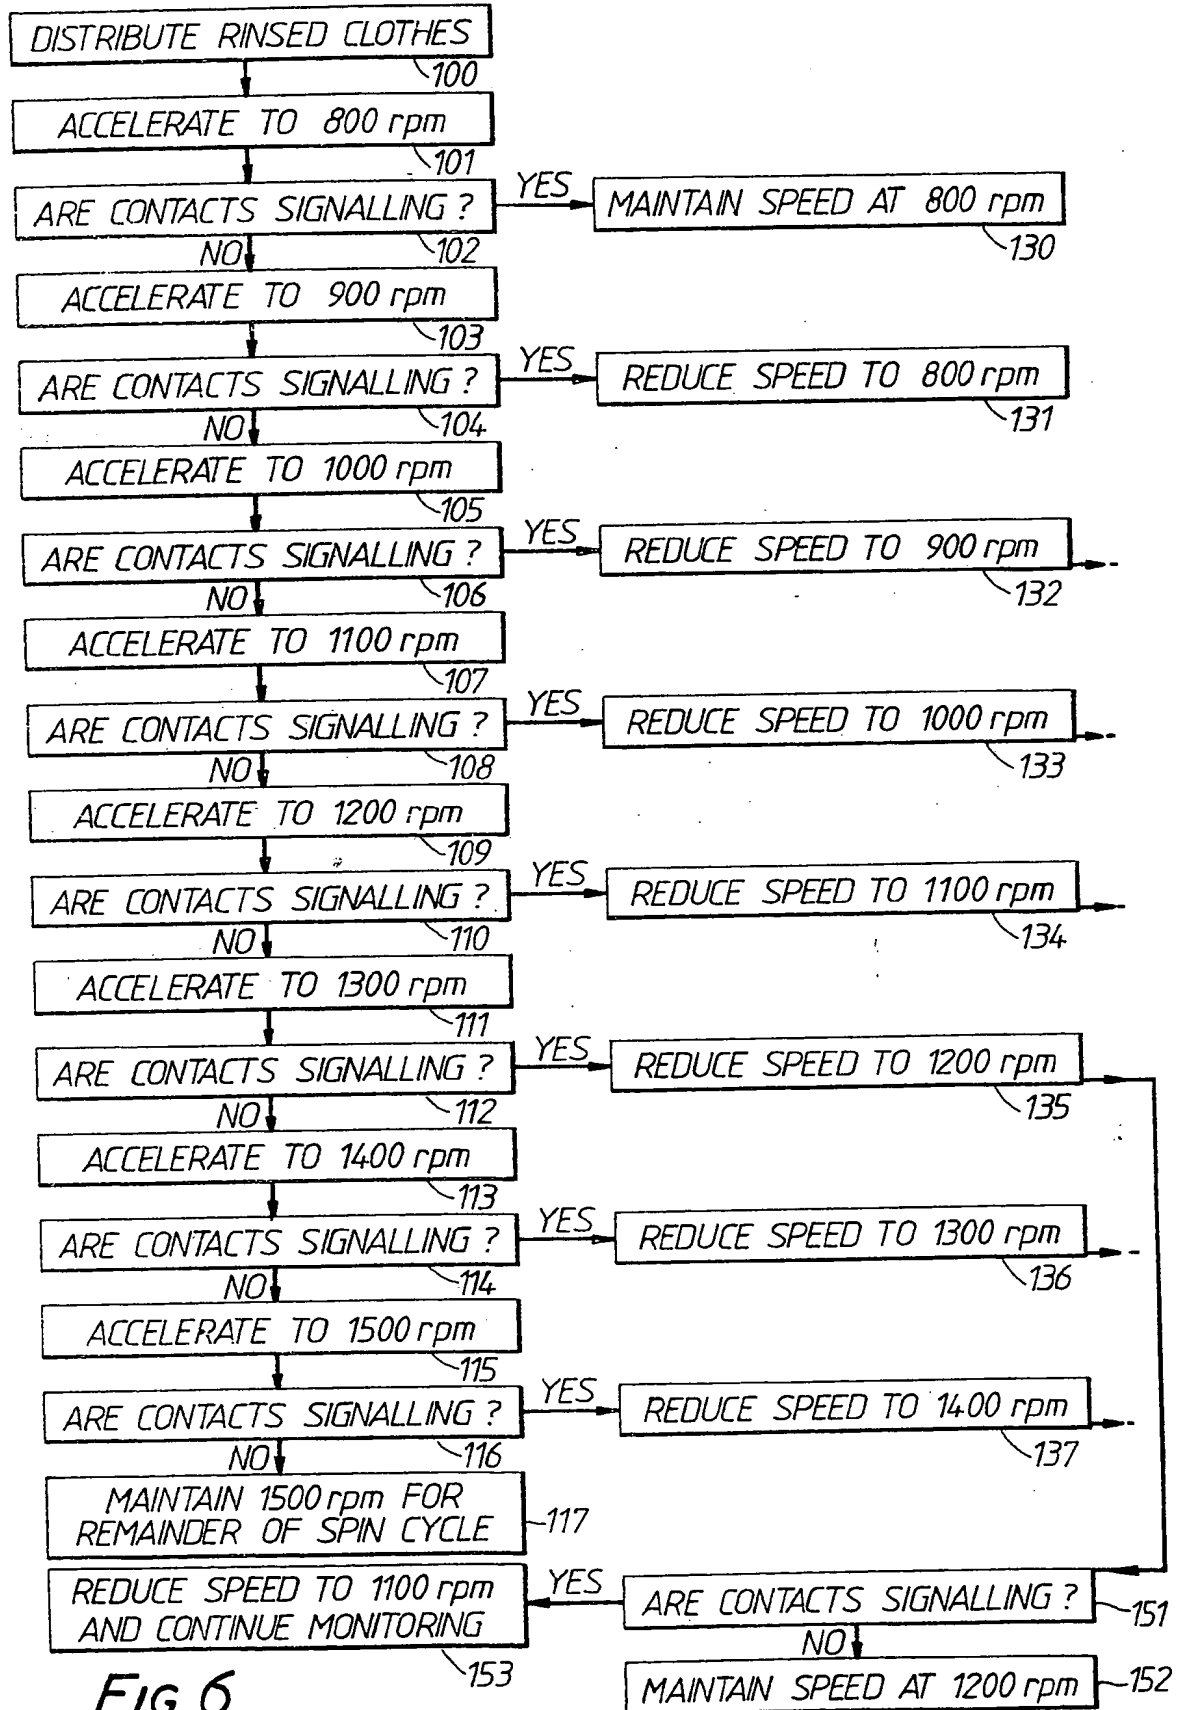 DISTRIBUTE RINSED CLOTHES
100
ACCELERATE TO 800 rpm
101
ARE CONTACTS SIGNALLING ?
102
YES
MAINTAIN SPEED AT 800 rpm
130
NO
ACCELERATE TO 900 rpm
103
ARE CONTACTS SIGNALLING ?
104
YES
REDUCE SPEED TO 800 rpm
131
NO
ACCELERATE TO 1000 rpm
105
ARE CONTACTS SIGNALLING ?
106
YES
REDUCE SPEED TO 900 rpm
132
NO
ACCELERATE TO 1100 rpm
107
ARE CONTACTS SIGNALLING ?
108
YES
REDUCE SPEED TO 1000 rpm
133
NO
ACCELERATE TO 1200 rpm
109
ARE CONTACTS SIGNALLING ?
110
YES
REDUCE SPEED TO 1100 rpm
134
NO
ACCELERATE TO 1300 rpm
111
ARE CONTACTS SIGNALLING ?
112
YES
REDUCE SPEED TO 1200 rpm
135
NO
ACCELERATE TO 1400 rpm
113
ARE CONTACTS SIGNALLING ?
114
YES
REDUCE SPEED TO 1300 rpm
136
NO
ACCELERATE TO 1500 rpm
115
ARE CONTACTS SIGNALLING ?
116
YES
REDUCE SPEED TO 1400 rpm
137
NO
MAINTAIN 1500 rpm FOR
REMAINDER OF SPIN CYCLE
117
ARE CONTACTS SIGNALLING ?
151
YES
REDUCE SPEED TO 1100 rpm
AND CONTINUE MONITORING
153
NO
MAINTAIN SPEED AT 1200 rpm
152
FIG 6